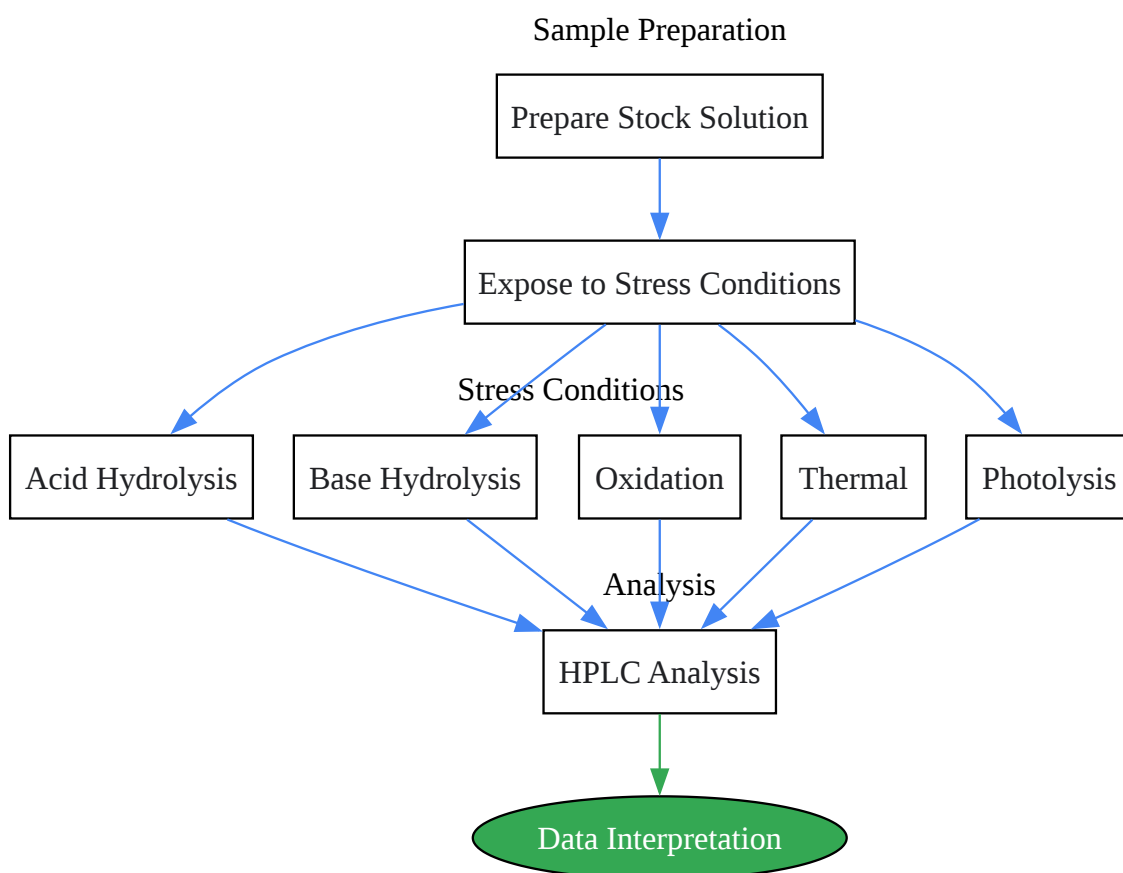 Sample Preparation
Prepare Stock Solution
Expose to Stress Conditions
Stress Conditions
Acid Hydrolysis
Base Hydrolysis
Oxidation
Thermal
Photolysis
Analysis
HPLC Analysis
Data Interpretation